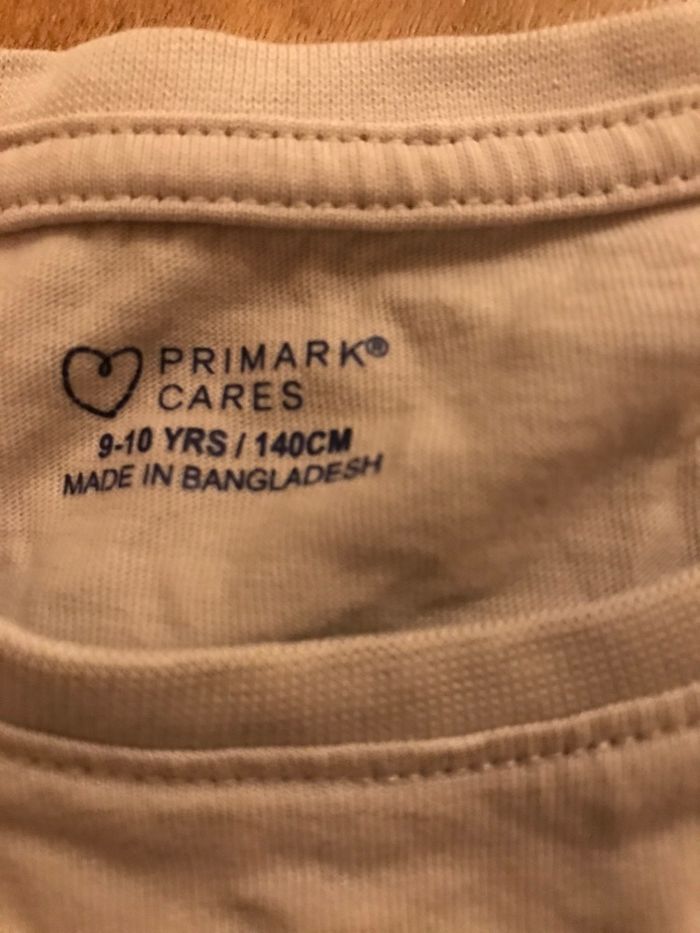 PRIMARK®
CARES
9-10 YRS / 140CM
MADE IN BANGLADESH